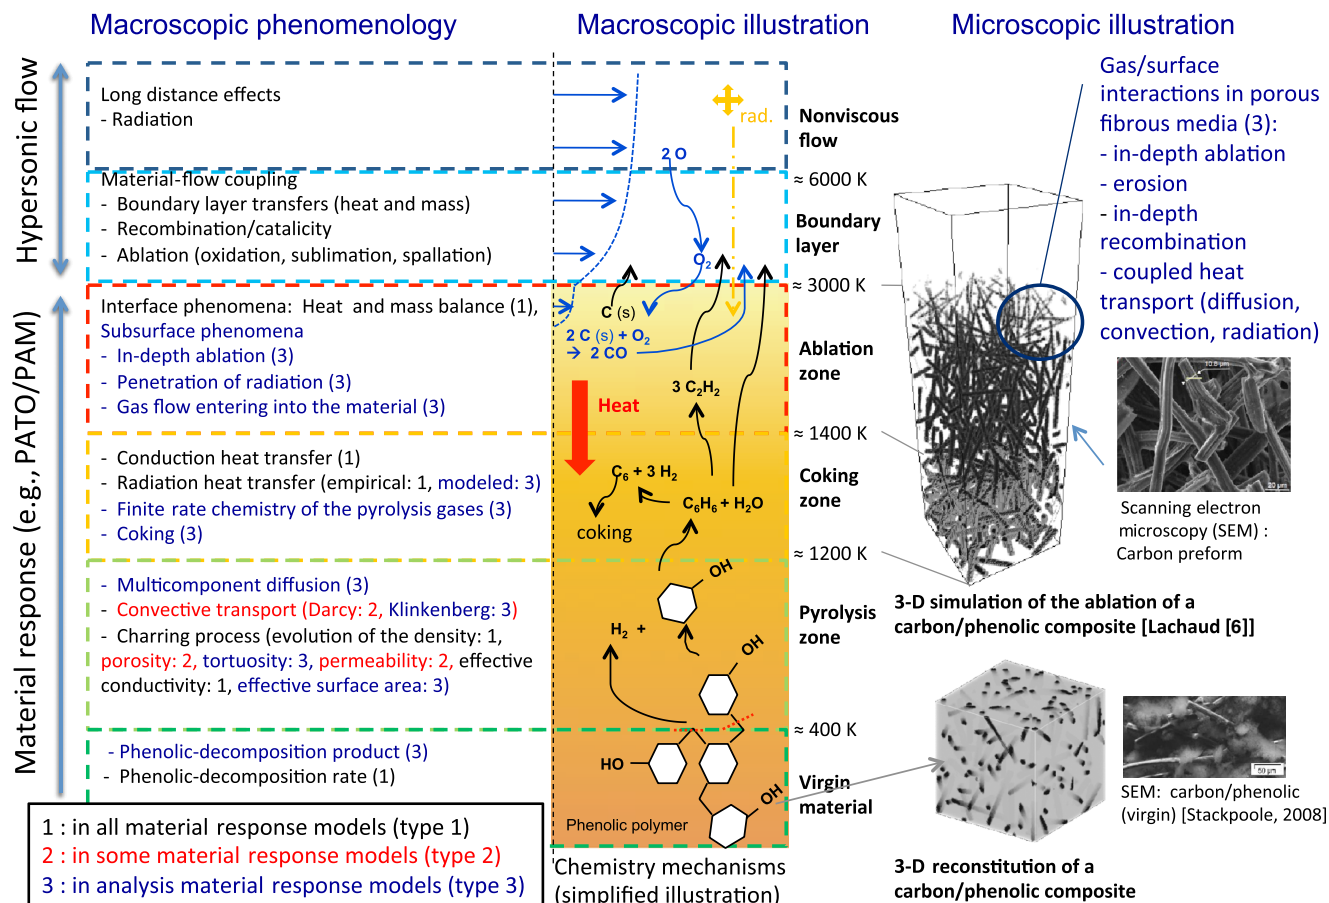 Macroscopic phenomenology
Macroscopic illustration
Microscopic illustration
Hypersonic flow
Material response (e.g., PATO/PAM)
Long distance effects
- Radiation
Material-flow coupling
- Boundary layer transfers (heat and mass)
- Recombination/catalicity
- Ablation (oxidation, sublimation, spallation)
Interface phenomena: Heat and mass balance (1),
Subsurface phenomena
- In-depth ablation (3)
- Penetration of radiation (3)
- Gas flow entering into the material (3)
- Conduction heat transfer (1)
- Radiation heat transfer (empirical: 1, modeled: 3)
- Finite rate chemistry of the pyrolysis gases (3)
- Coking (3)
- Multicomponent diffusion (3)
- Convective transport (Darcy: 2, Klinkenberg: 3)
- Charring process (evolution of the density: 1,
porosity: 2, tortuosity: 3, permeability: 2, effective
conductivity: 1, effective surface area: 3)
- Phenolic-decomposition product (3)
- Phenolic-decomposition rate (1)
1 : in all material response models (type 1)
2 : in some material response models (type 2)
3 : in analysis material response models (type 3)
rad.
2 O
O₂
C (s)
2 C (s) + O₂
→ 2 CO
Heat
3 C₂H₂
C₆ + 3 H₂
C₆H₆ + H₂O
coking
OH
H₂ +
OH
HO
OH
Phenolic polymer
Chemistry mechanisms
(simplified illustration)
Nonviscous
flow
≈ 6000 K
Boundary
layer
≈ 3000 K
Ablation
zone
≈ 1400 K
Coking
zone
≈ 1200 K
Pyrolysis
zone
≈ 400 K
Virgin
material
Gas/surface
interactions in porous
fibrous media (3):
- in-depth ablation
- erosion
- in-depth
recombination
- coupled heat
transport (diffusion,
convection, radiation)
10.0 µm
20 µm
Scanning electron
microscopy (SEM) :
Carbon preform
3-D simulation of the ablation of a
carbon/phenolic composite [Lachaud [6]]
50 µm
SEM: carbon/phenolic
(virgin) [Stackpoole, 2008]
3-D reconstitution of a
carbon/phenolic composite